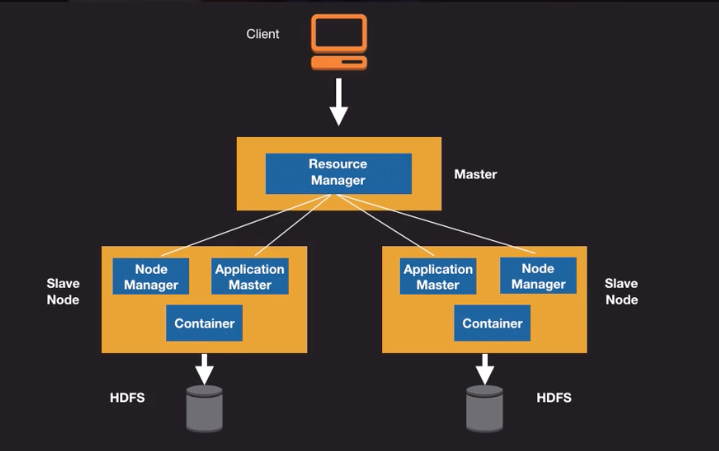 Client
Resource
Manager
Master
Slave
Node
Node
Manager
Application
Master
Container
HDFS
Application
Master
Node
Manager
Container
Slave
Node
HDFS